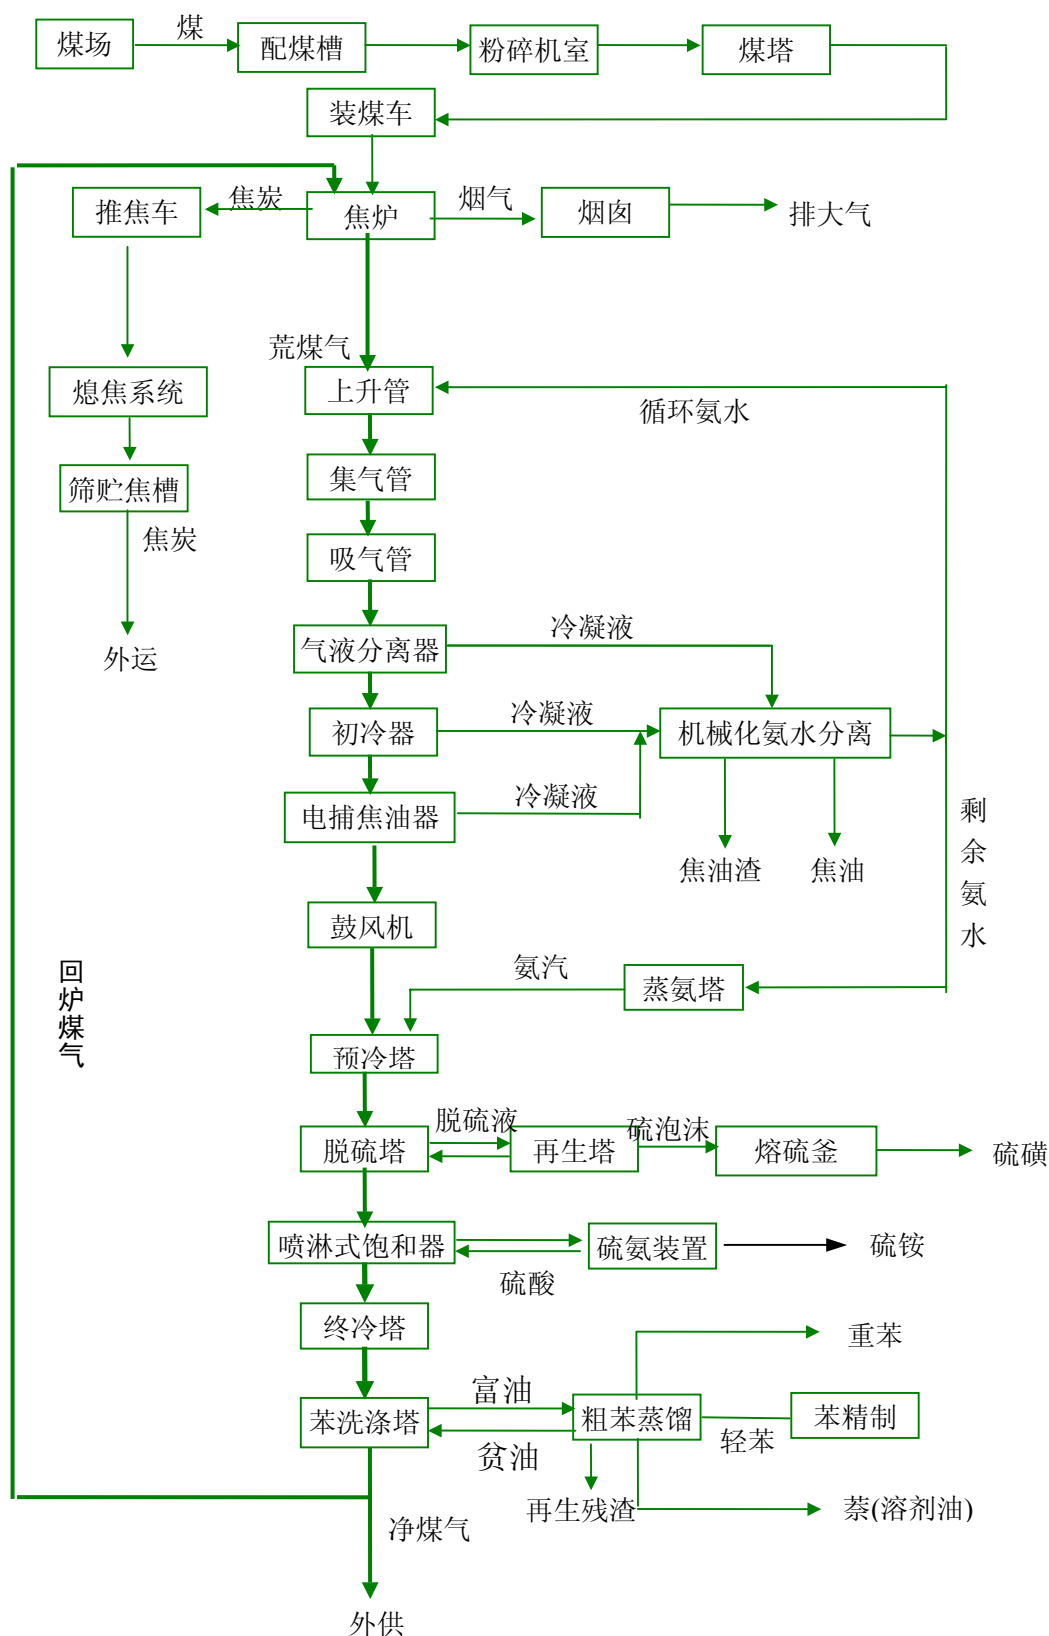 煤
煤场
配煤槽
粉碎机室
煤塔
装煤车
推焦车
焦炭
焦炉
烟气
烟囱
排大气
荒煤气
熄焦系统
上升管
循环氨水
筛贮焦槽
集气管
焦炭
吸气管
外运
气液分离器
冷凝液
初冷器
冷凝液
机械化氨水分离
电捕焦油器
冷凝液
焦油渣
焦油
剩
余
氨
水
鼓风机
回
炉
煤
气
氨汽
蒸氨塔
预冷塔
脱硫液
脱硫塔
再生塔
硫泡沫
熔硫釜
硫磺
喷淋式饱和器
硫氨装置
硫铵
硫酸
终冷塔
重苯
苯洗涤塔
富油
粗苯蒸馏
苯精制
贫油
轻苯
再生残渣
萘(溶剂油)
净煤气
外供